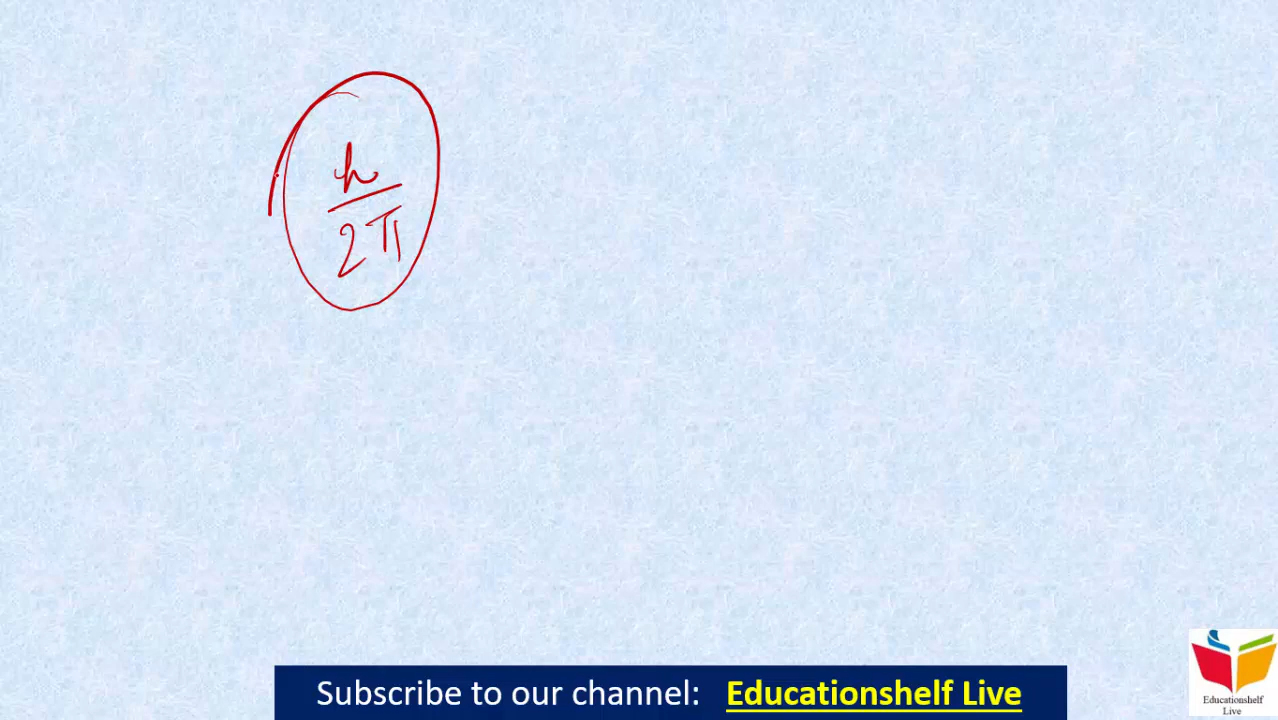 h
2π
Subscribe to our channel: Educationshelf Live
Educationshelf
Live